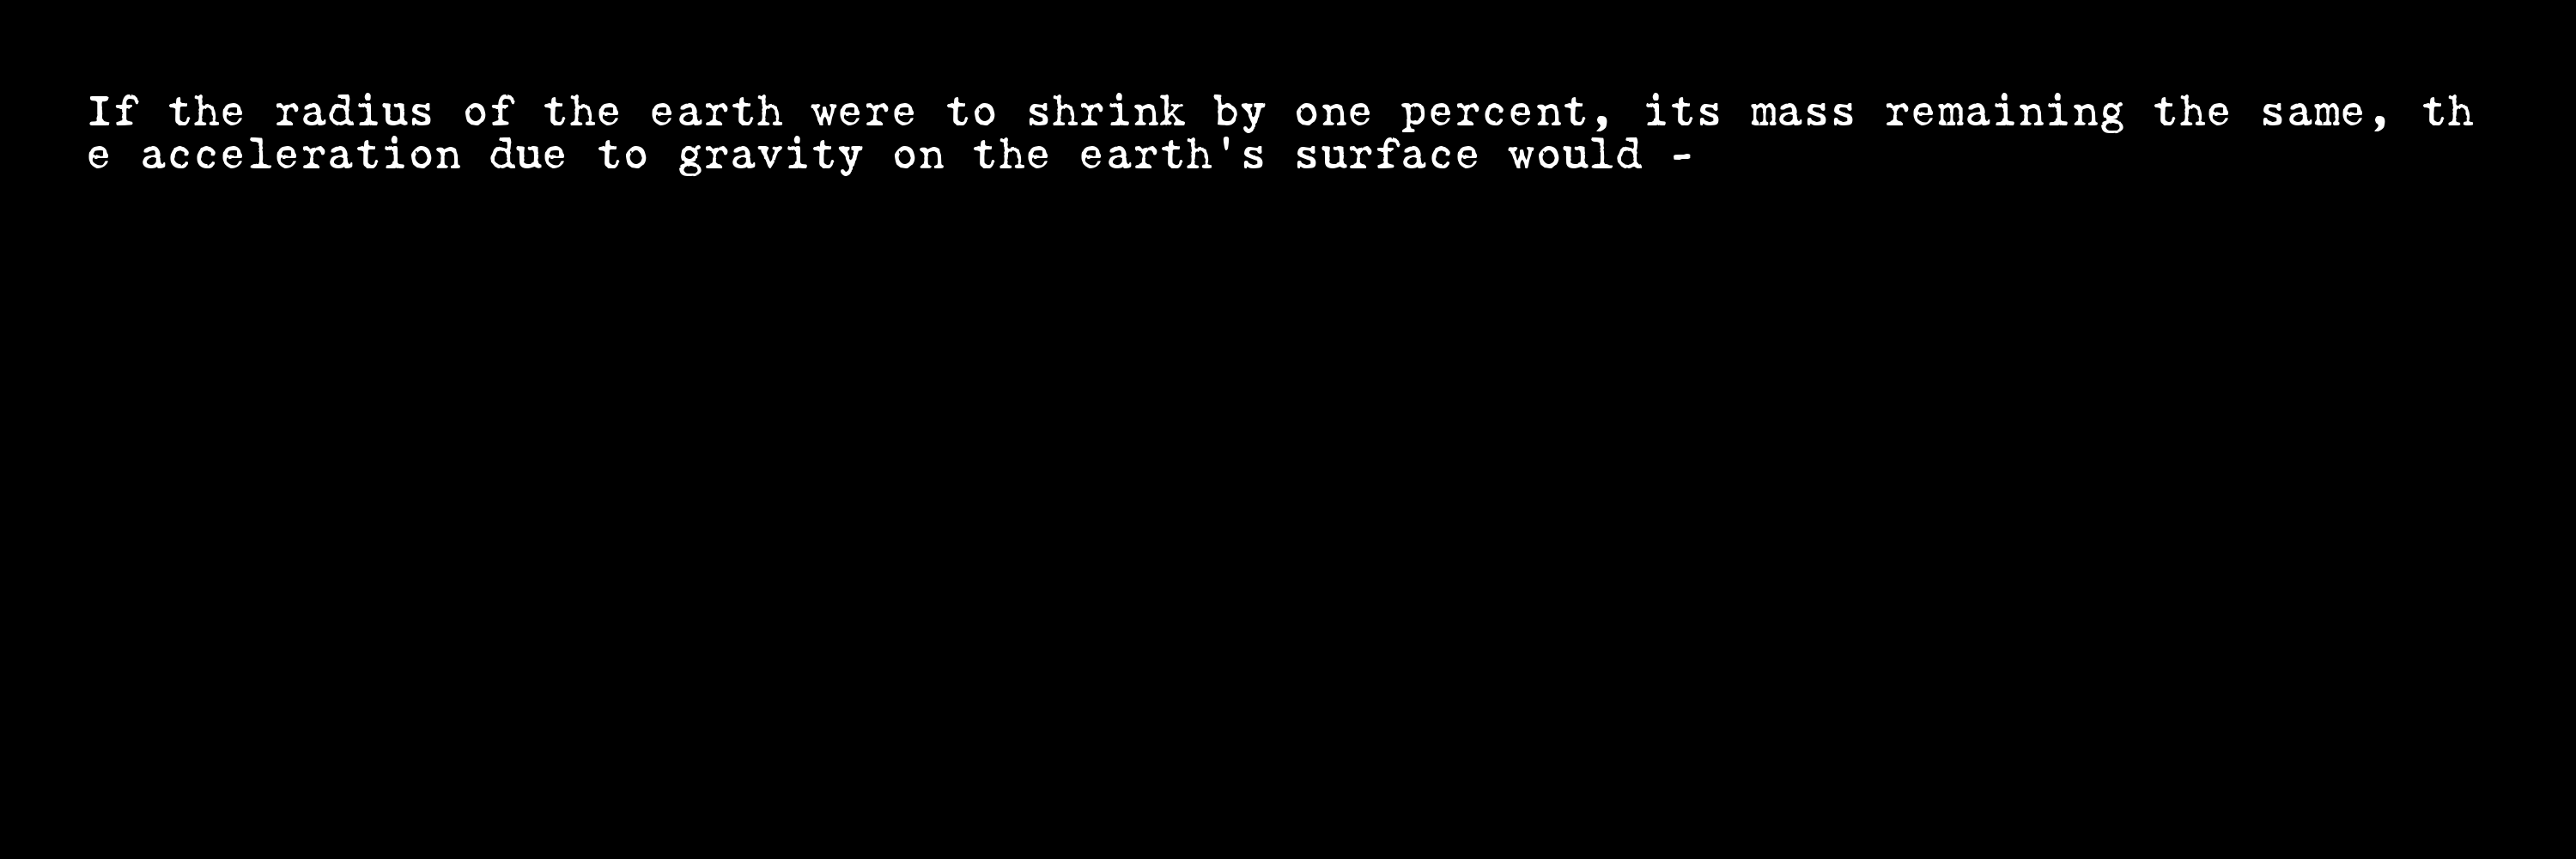 If the radius of the earth were to shrink by one percent, its mass remaining the same, th
e acceleration due to gravity on the earth's surface would -